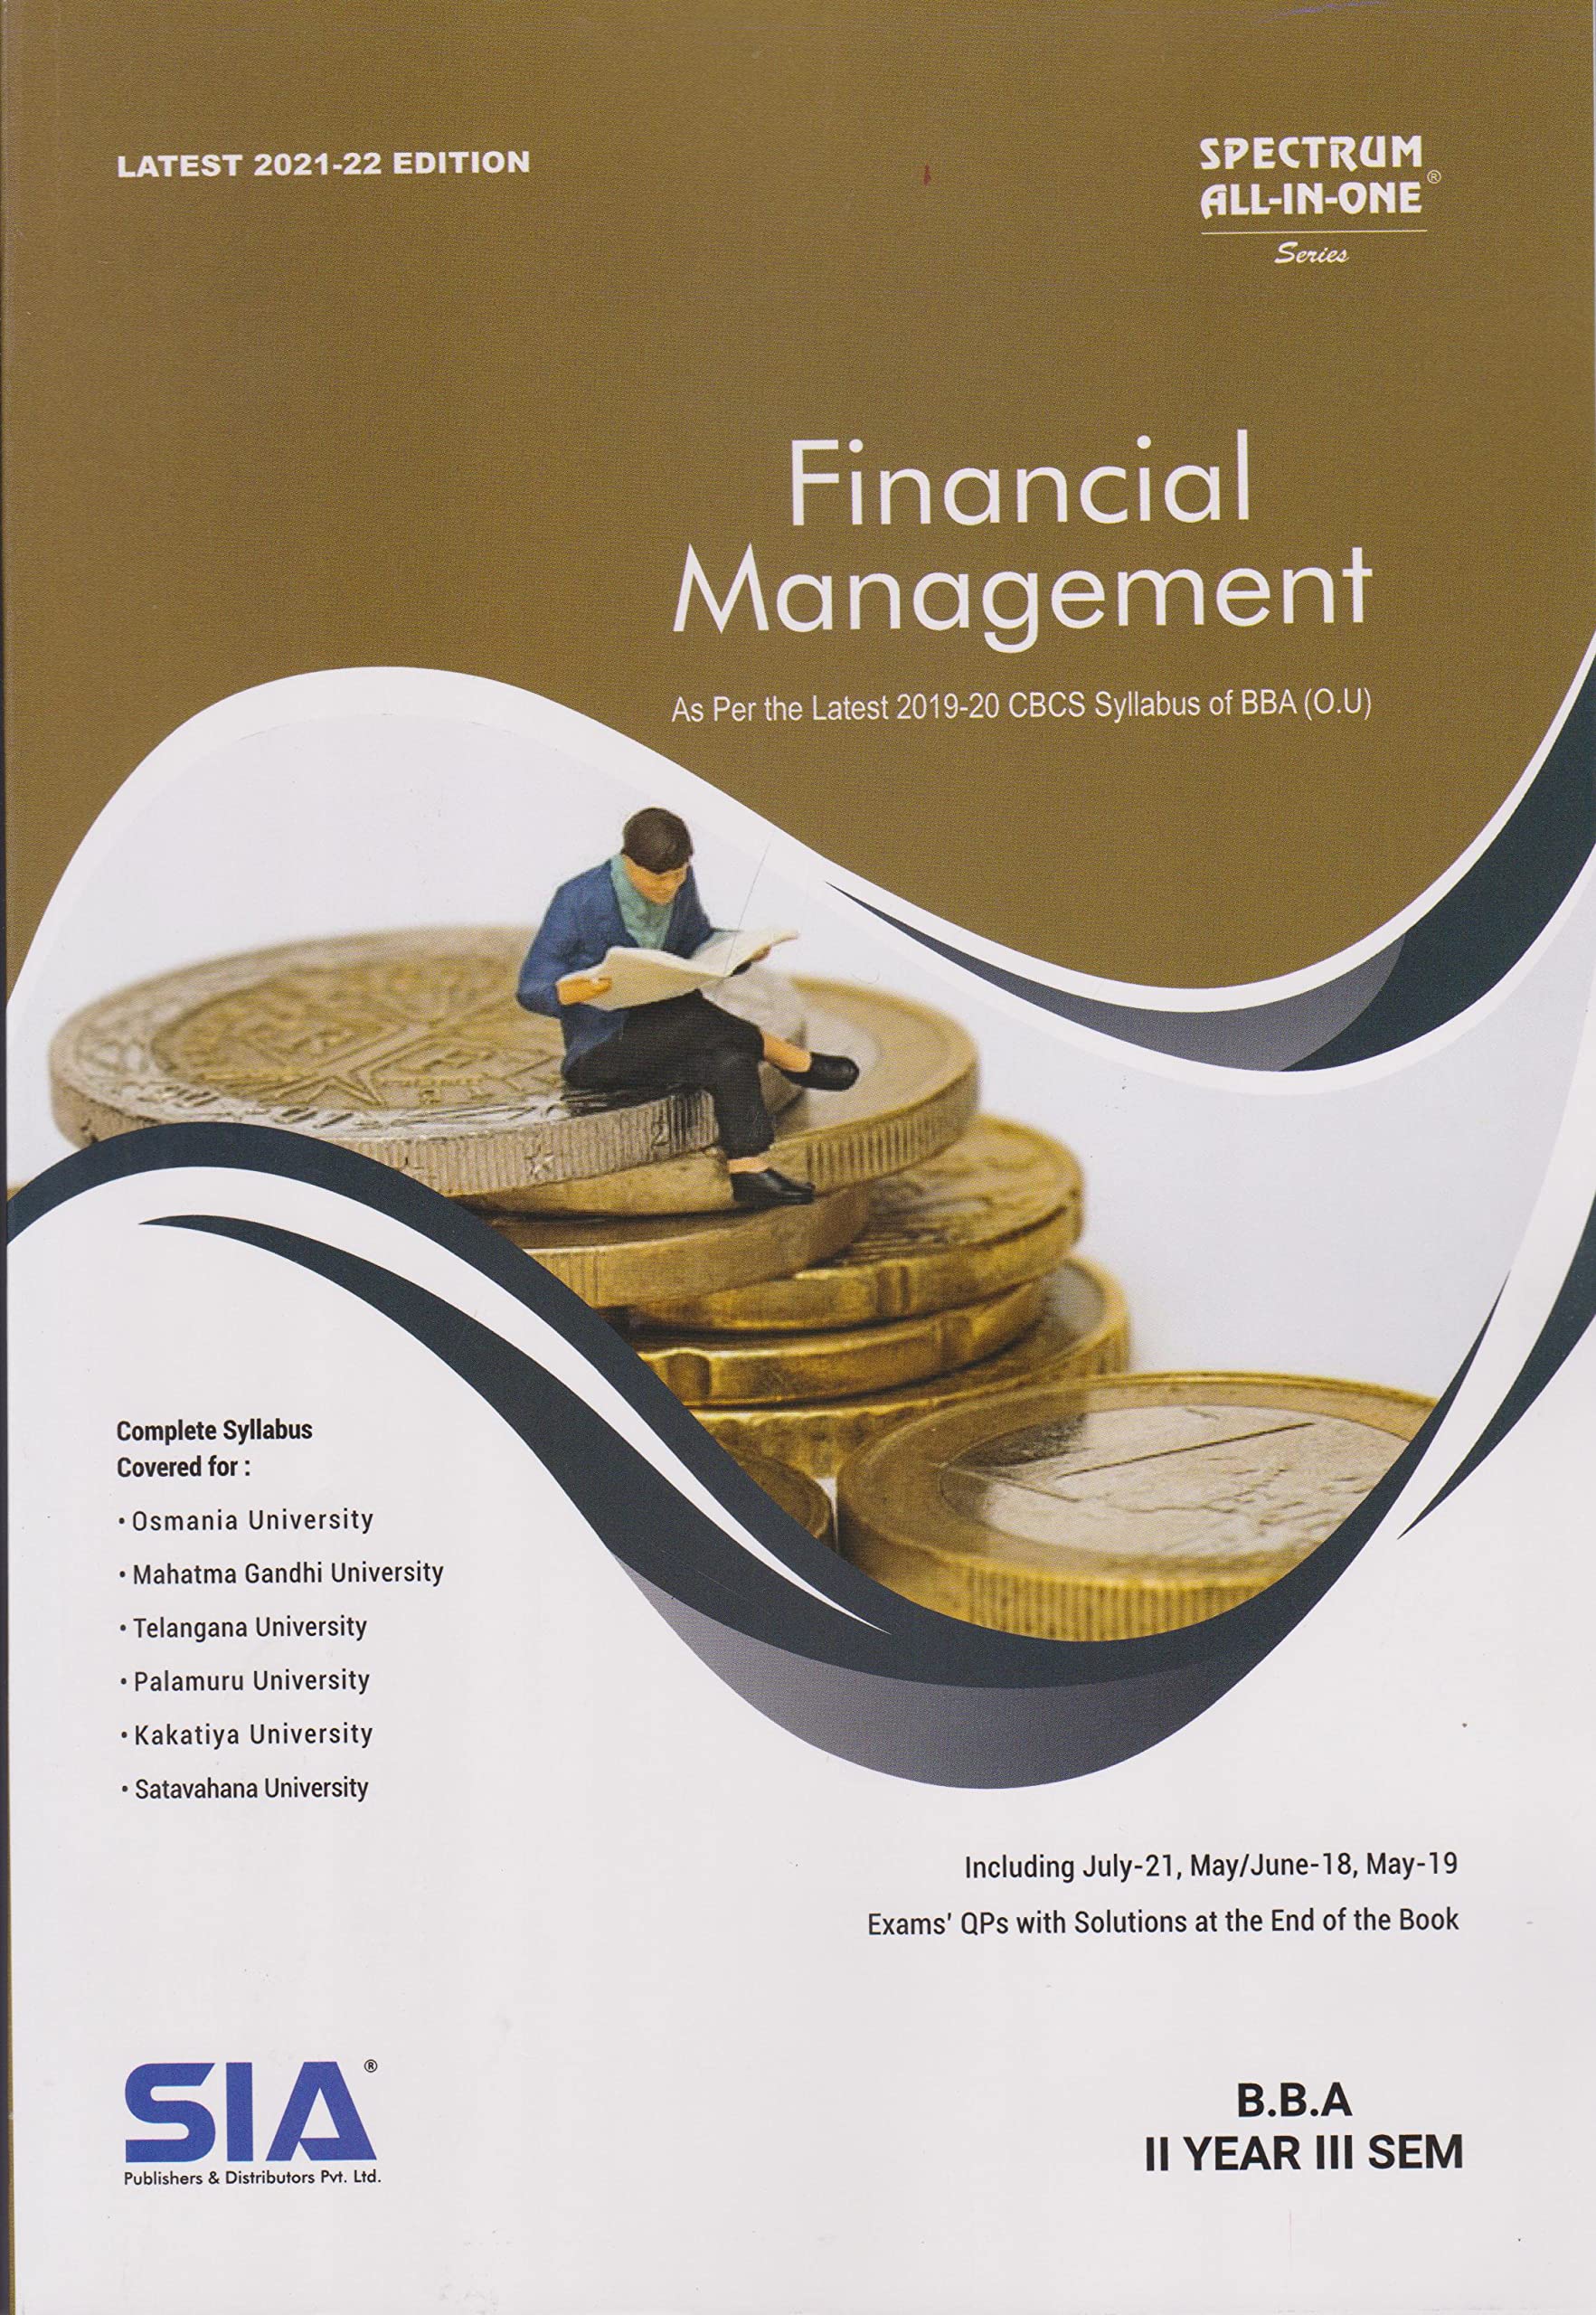 LATEST 2021-22 EDITION
SPECTRUM
ALL-IN-ONE®
Series
Financial
Management
As Per the Latest 2019-20 CBCS Syllabus of BBA (O.U)
Complete Syllabus
Covered for :
• Osmania University
• Mahatma Gandhi University
• Telangana University
• Palamuru University
• Kakatiya University
• Satavahana University
Including July-21, May/June-18, May-19
Exams' QPs with Solutions at the End of the Book
SIA®
Publishers & Distributors Pvt. Ltd.
B.B.A
II YEAR III SEM